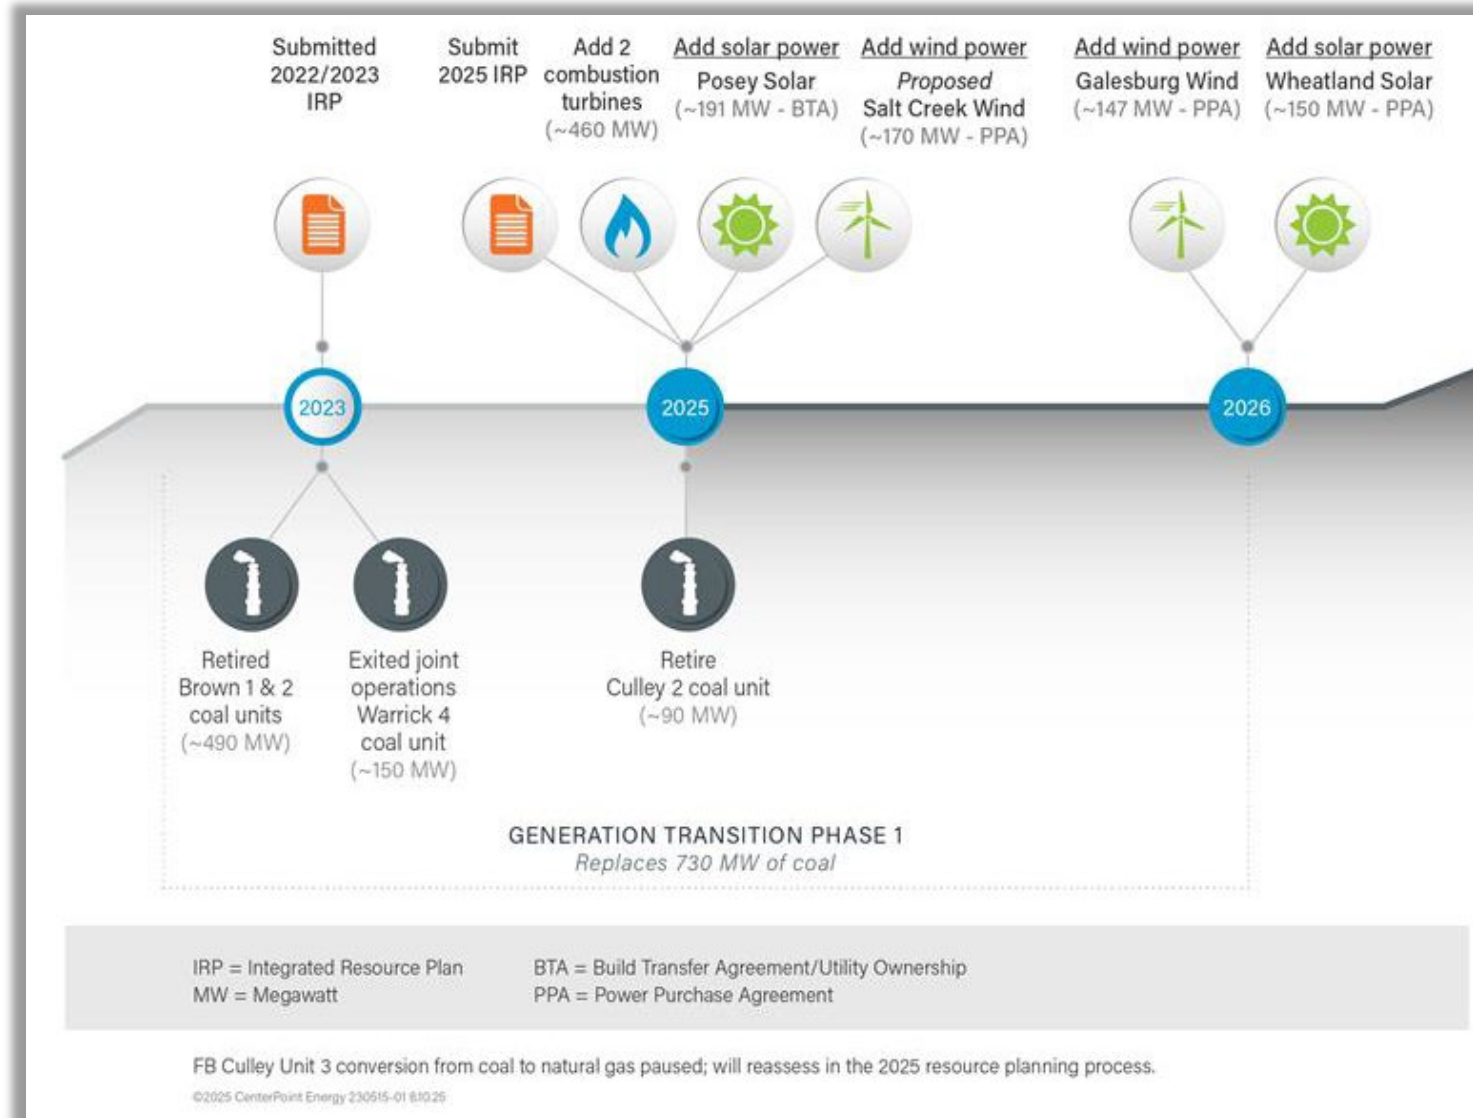 Submitted
2022/2023
IRP
Submit
2025 IRP
Add 2
combustion
turbines
(~460 MW)
Add solar power
Posey Solar
(~191 MW - BTA)
Add wind power
Proposed
Salt Creek Wind
(~170 MW - PPA)
Add wind power
Galesburg Wind
(~147 MW - PPA)
Add solar power
Wheatland Solar
(~150 MW - PPA)
2023
2025
2026
Retired
Brown 1 & 2
coal units
(~490 MW)
Exited joint
operations
Warrick 4
coal unit
(~150 MW)
Retire
Culley 2 coal unit
(~90 MW)
GENERATION TRANSITION PHASE 1
Replaces 730 MW of coal
IRP = Integrated Resource Plan
MW = Megawatt
BTA = Build Transfer Agreement/Utility Ownership
PPA = Power Purchase Agreement
FB Culley Unit 3 conversion from coal to natural gas paused; will reassess in the 2025 resource planning process.
©2025 CenterPoint Energy 230515-01 8.10.25